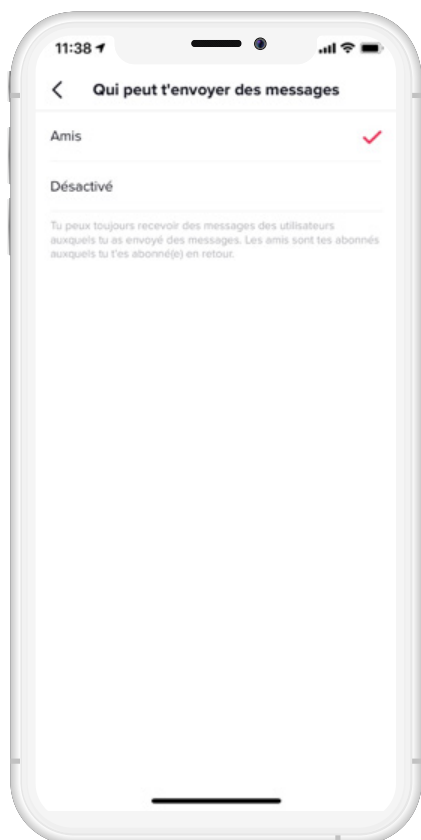 11:38
Qui peut t'envoyer des messages
Amis
Désactivé
Tu peux toujours recevoir des messages des utilisateurs
auxquels tu as envoyé des messages. Les amis sont tes abonnés
auxquels tu t'es abonné(e) en retour.